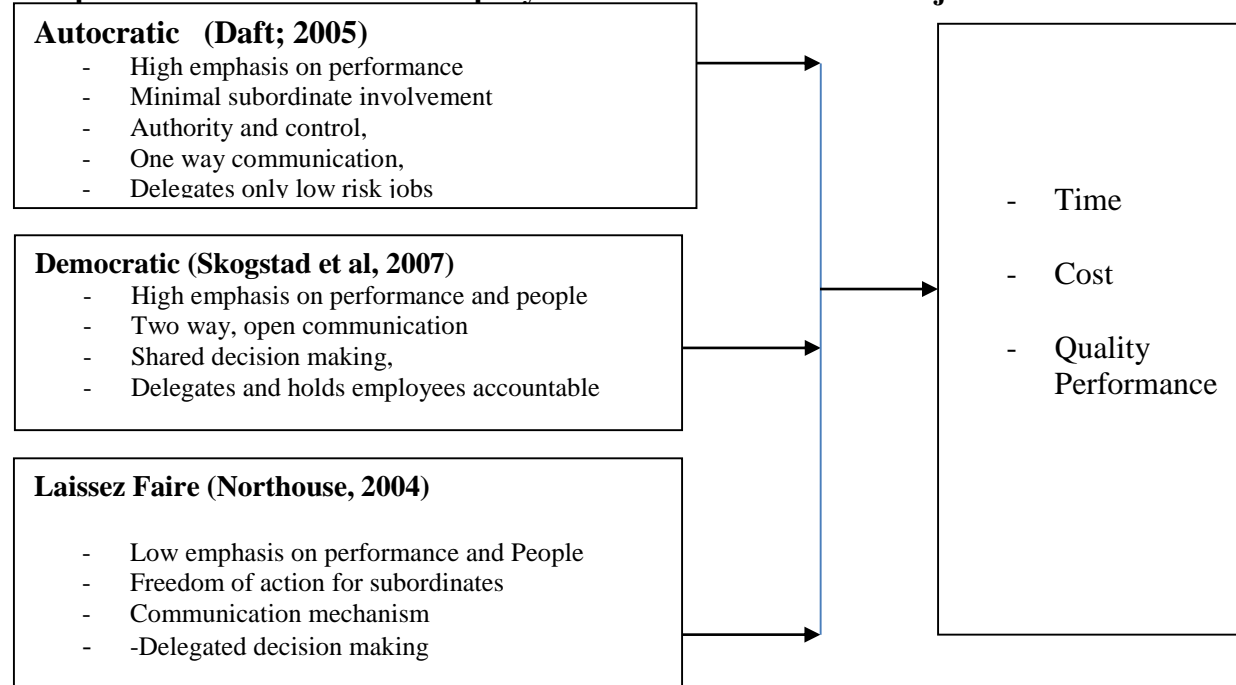 Autocratic (Daft; 2005)
- High emphasis on performance
- Minimal subordinate involvement
- Authority and control,
- One way communication,
- Delegates only low risk jobs
Democratic (Skogstad et al, 2007)
- High emphasis on performance and people
- Two way, open communication
- Shared decision making,
- Delegates and holds employees accountable
Laissez Faire (Northouse, 2004)
- Low emphasis on performance and People
- Freedom of action for subordinates
- Communication mechanism
- -Delegated decision making
- Time
- Cost
- Quality
Performance